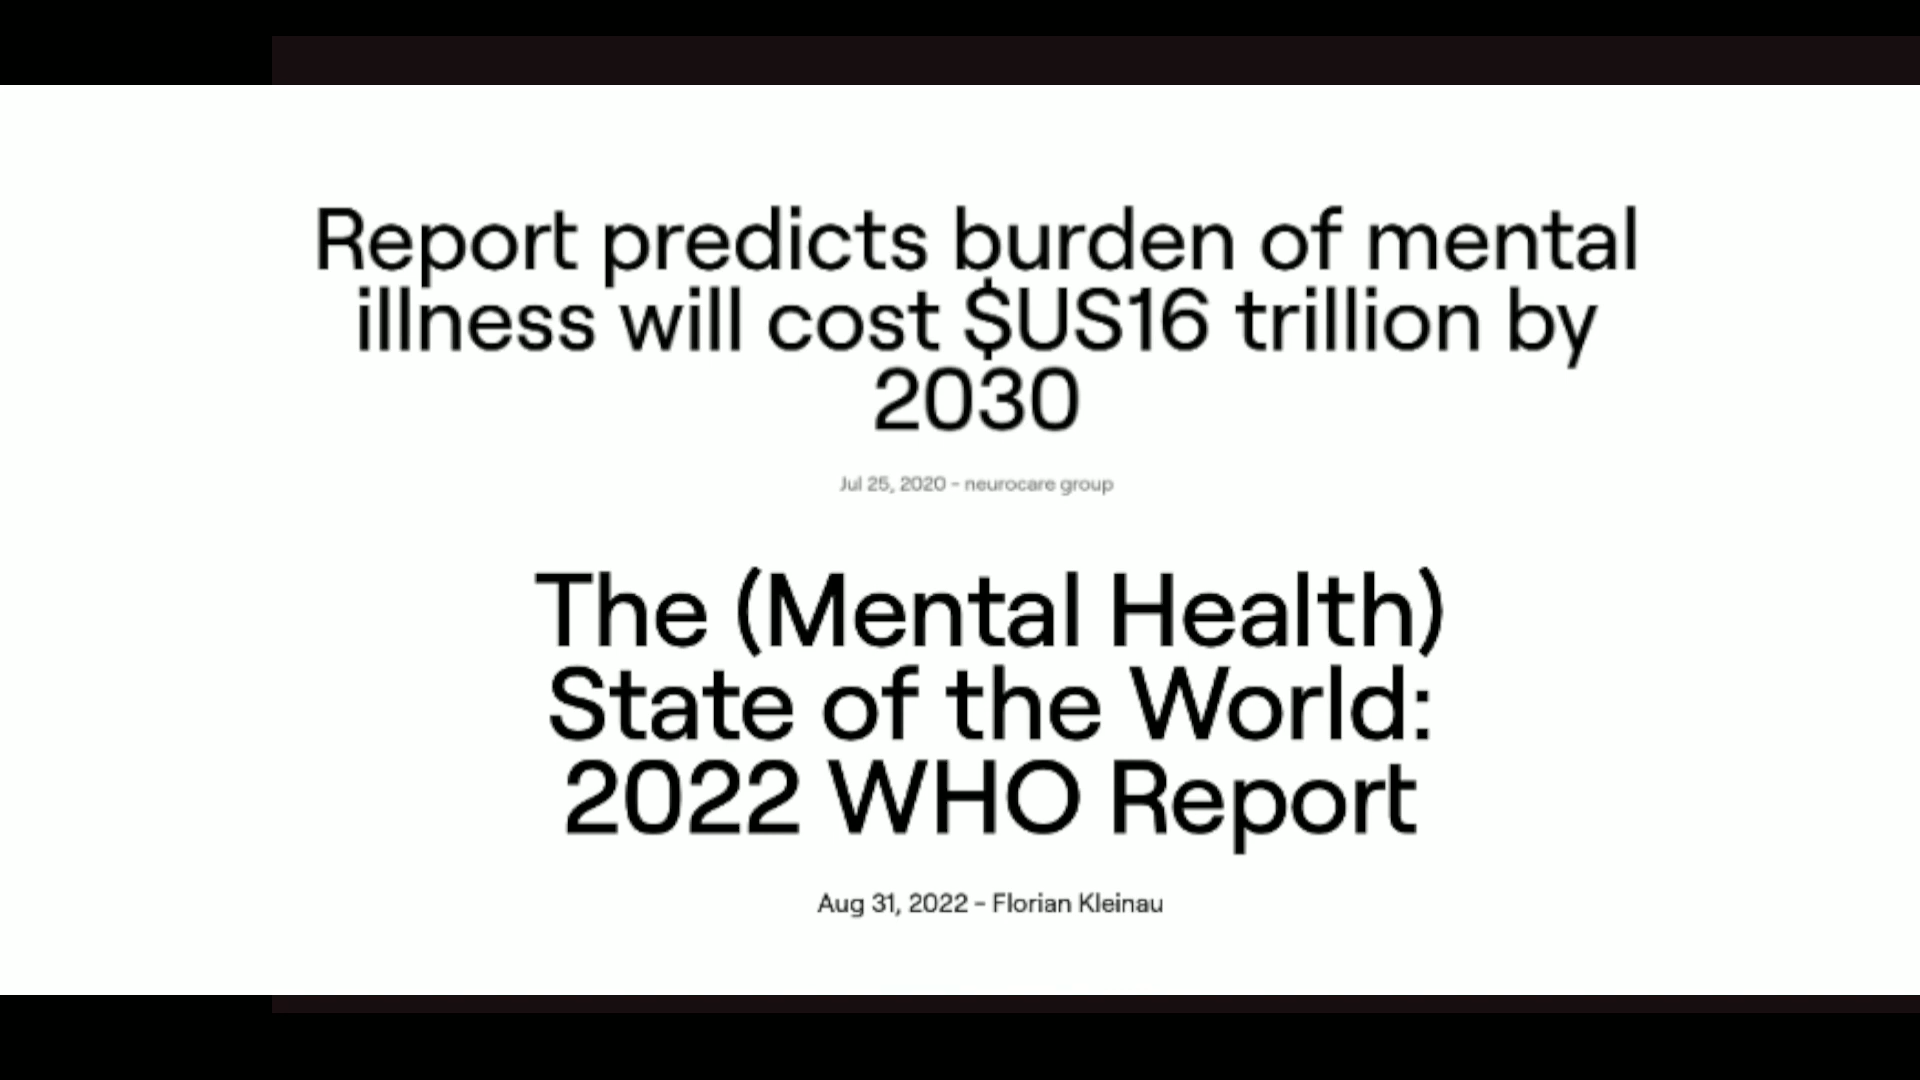 Report predicts burden of mental
illness will cost $US16 trillion by
2030
Jul 25, 2020 – neurocare group
The (Mental Health)
State of the World:
2022 WHO Report
Aug 31, 2022 – Florian Kleinau